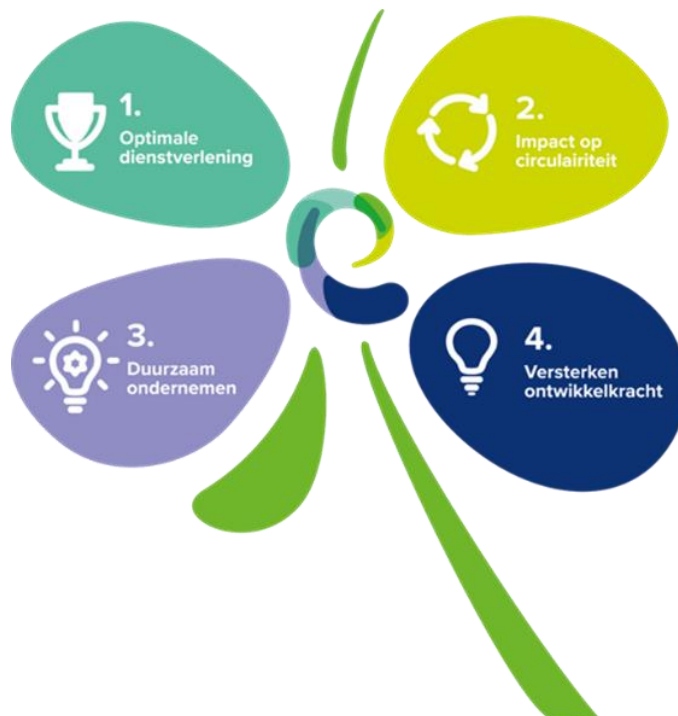 1.
Optimale
dienstverlening
2.
Impact op
circulairiteit
3.
Duurzaam
ondernemen
4.
Versterken
ontwikkelkracht